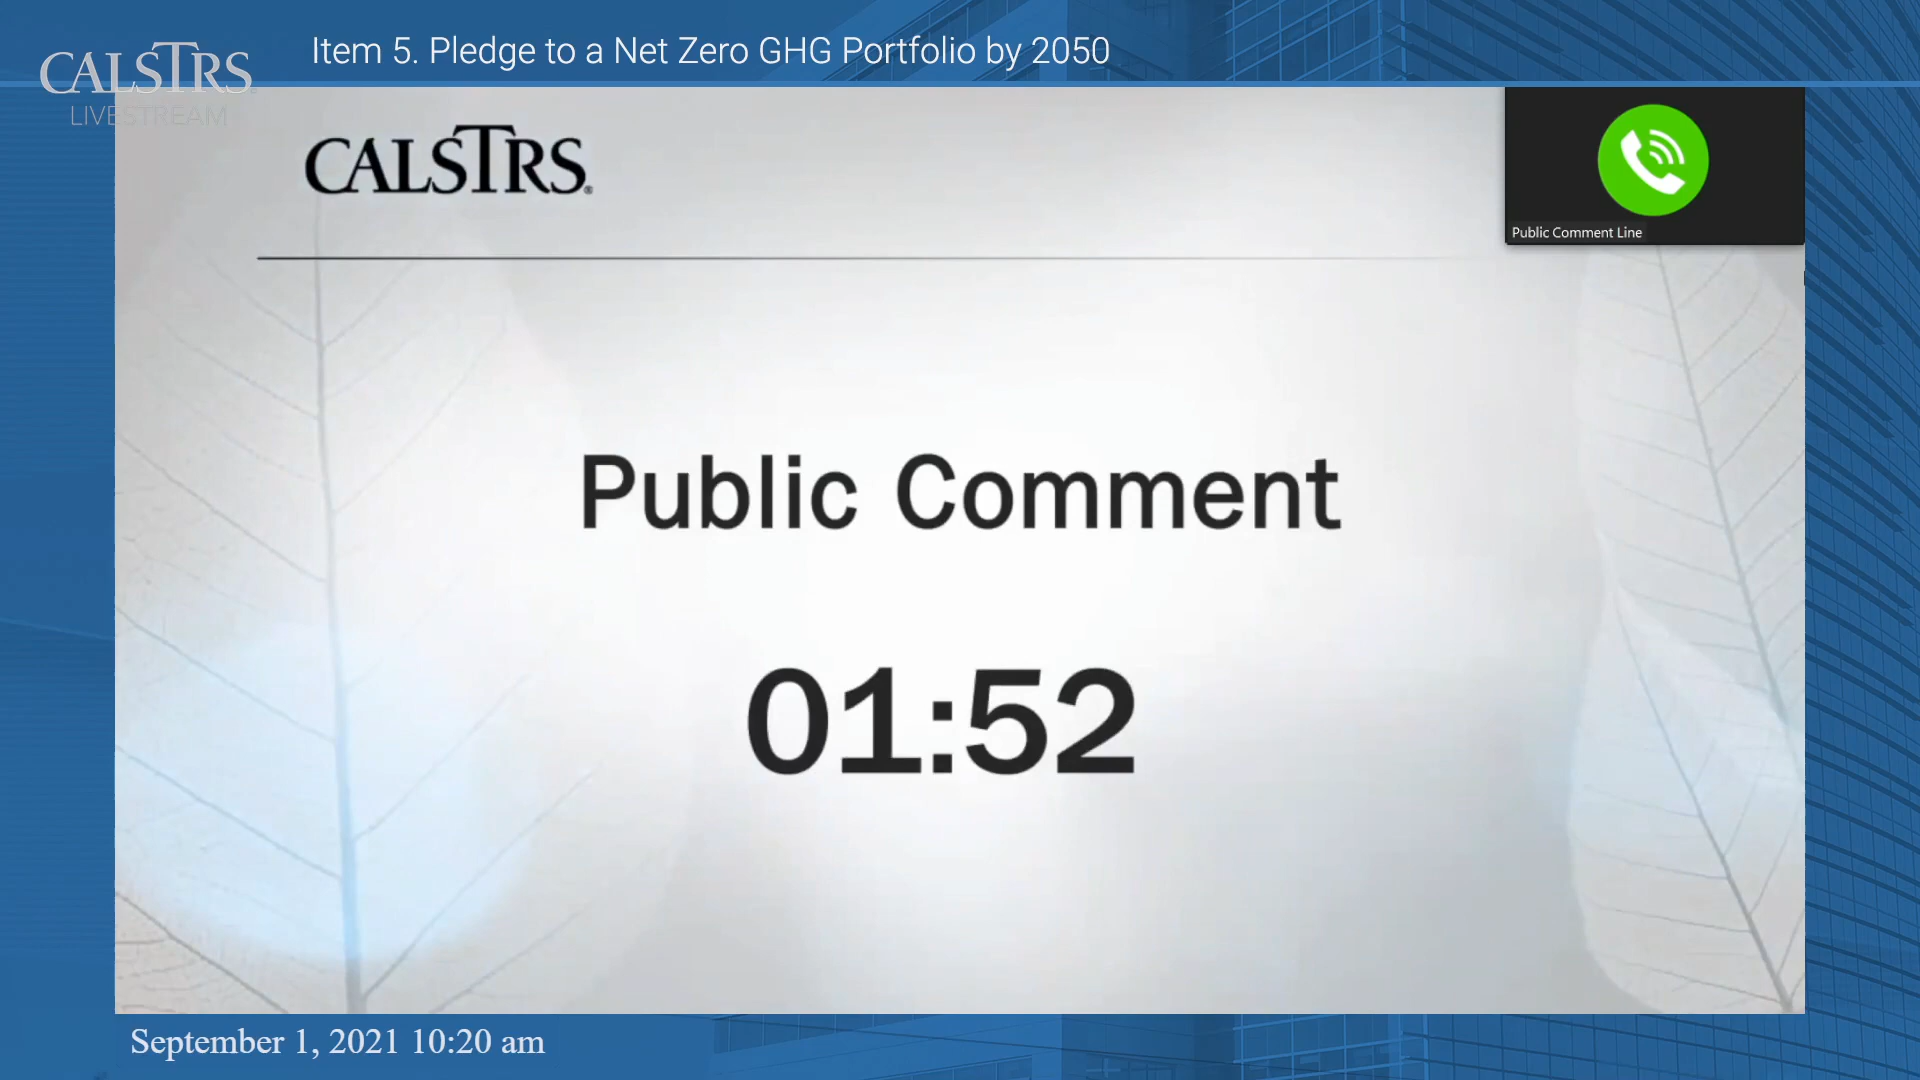 Item 5. Pledge to a Net Zero GHG Portfolio by 2050
CALSTRS
LIVESTREAM
CALSTRS®
Public Comment Line
Public Comment
01:52
September 1, 2021 10:20 am